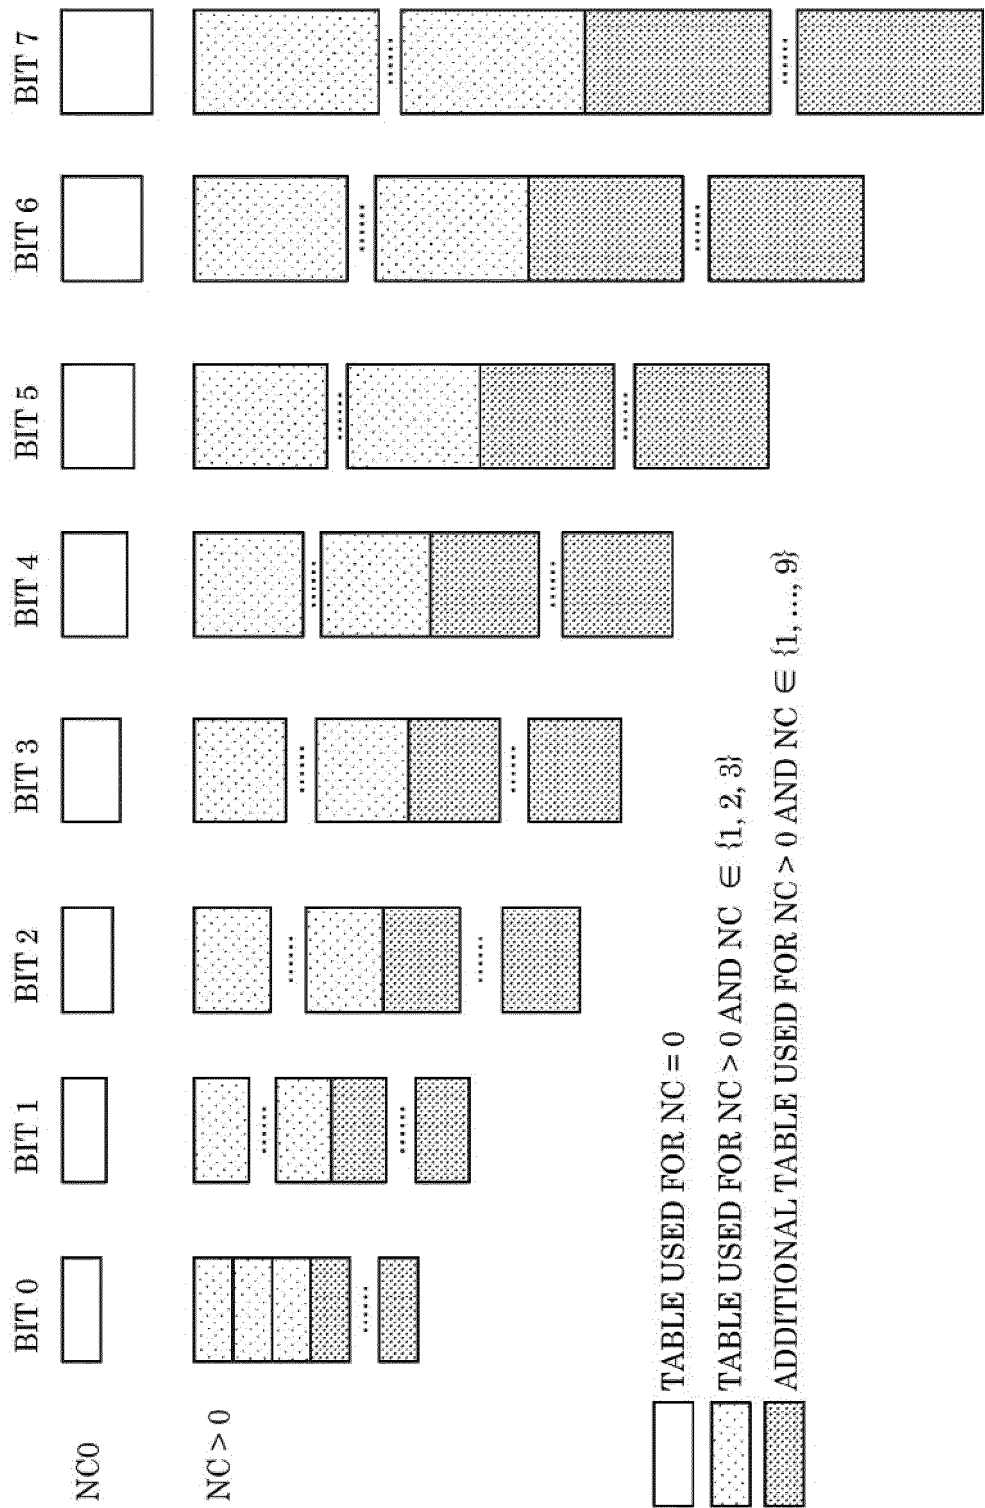 BIT 0
BIT 1
BIT 2
BIT 3
BIT 4
BIT 5
BIT 6
BIT 7
NC0
NC > 0
TABLE USED FOR NC = 0
TABLE USED FOR NC > 0 AND NC ∈ {1, 2, 3}
ADDITIONAL TABLE USED FOR NC > 0 AND NC ∈ {1, ..., 9}